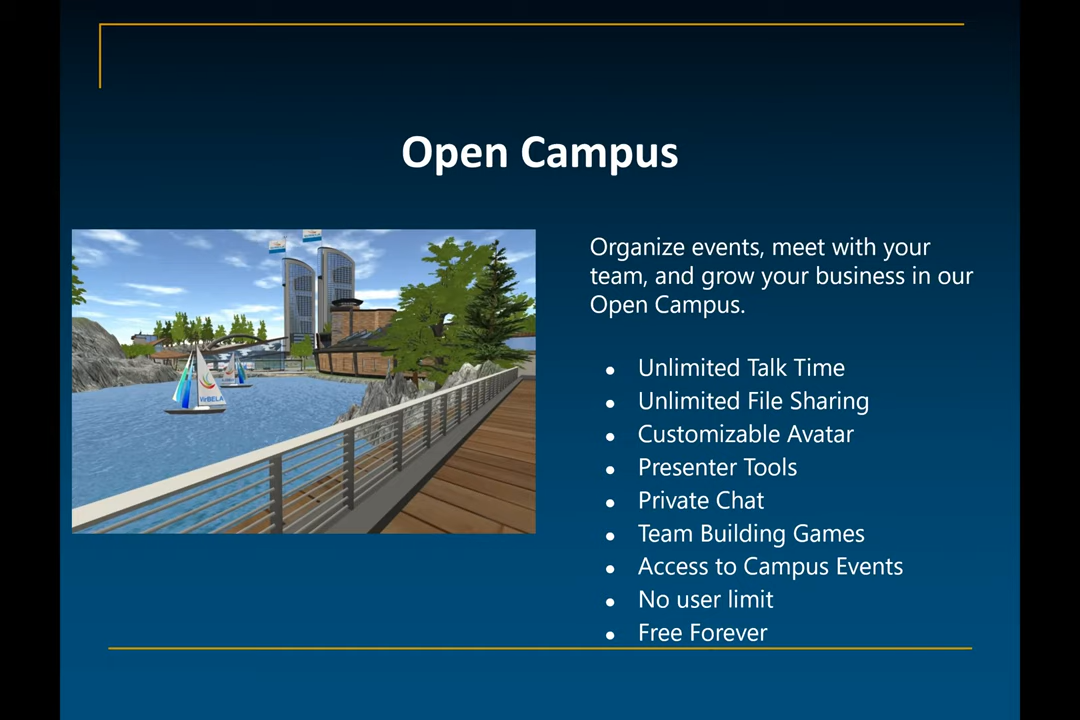 Open Campus
VirBELA
Organize events, meet with your
team, and grow your business in our
Open Campus.
● Unlimited Talk Time
● Unlimited File Sharing
● Customizable Avatar
● Presenter Tools
● Private Chat
● Team Building Games
● Access to Campus Events
● No user limit
● Free Forever